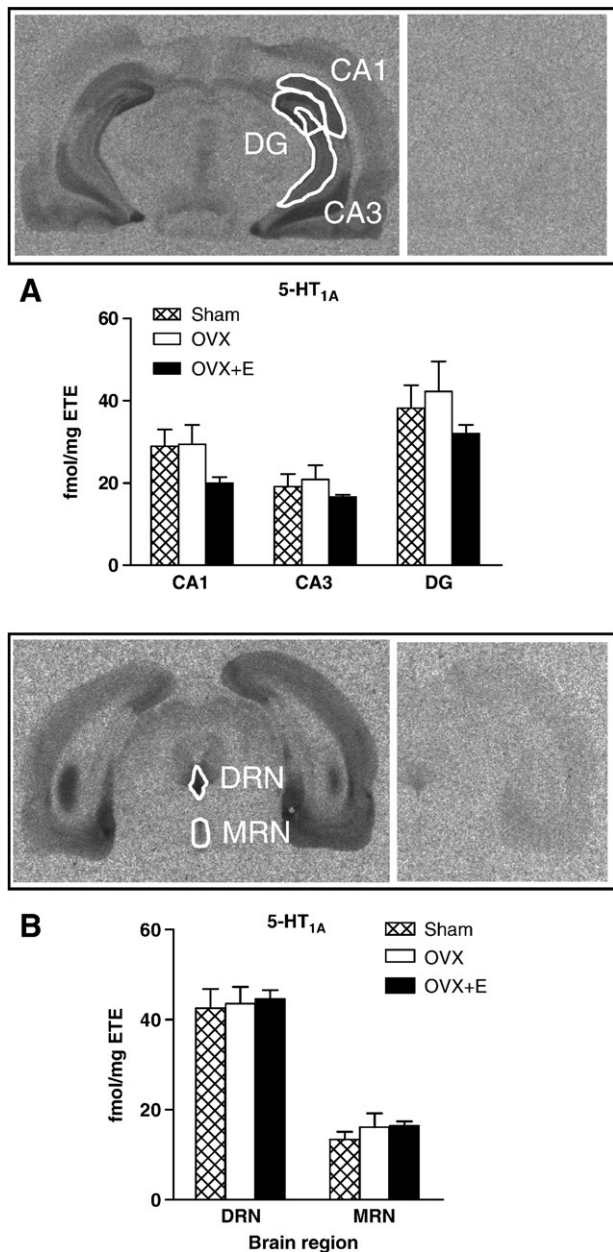 CA1
DG
CA3
A
5-HT1A
60
40
20
0
fmol/mg ETE
Sham
OVX
OVX+E
CA1 CA3 DG
DRN
MRN
B
5-HT1A
60
40
20
0
fmol/mg ETE
Sham
OVX
OVX+E
DRN MRN
Brain region